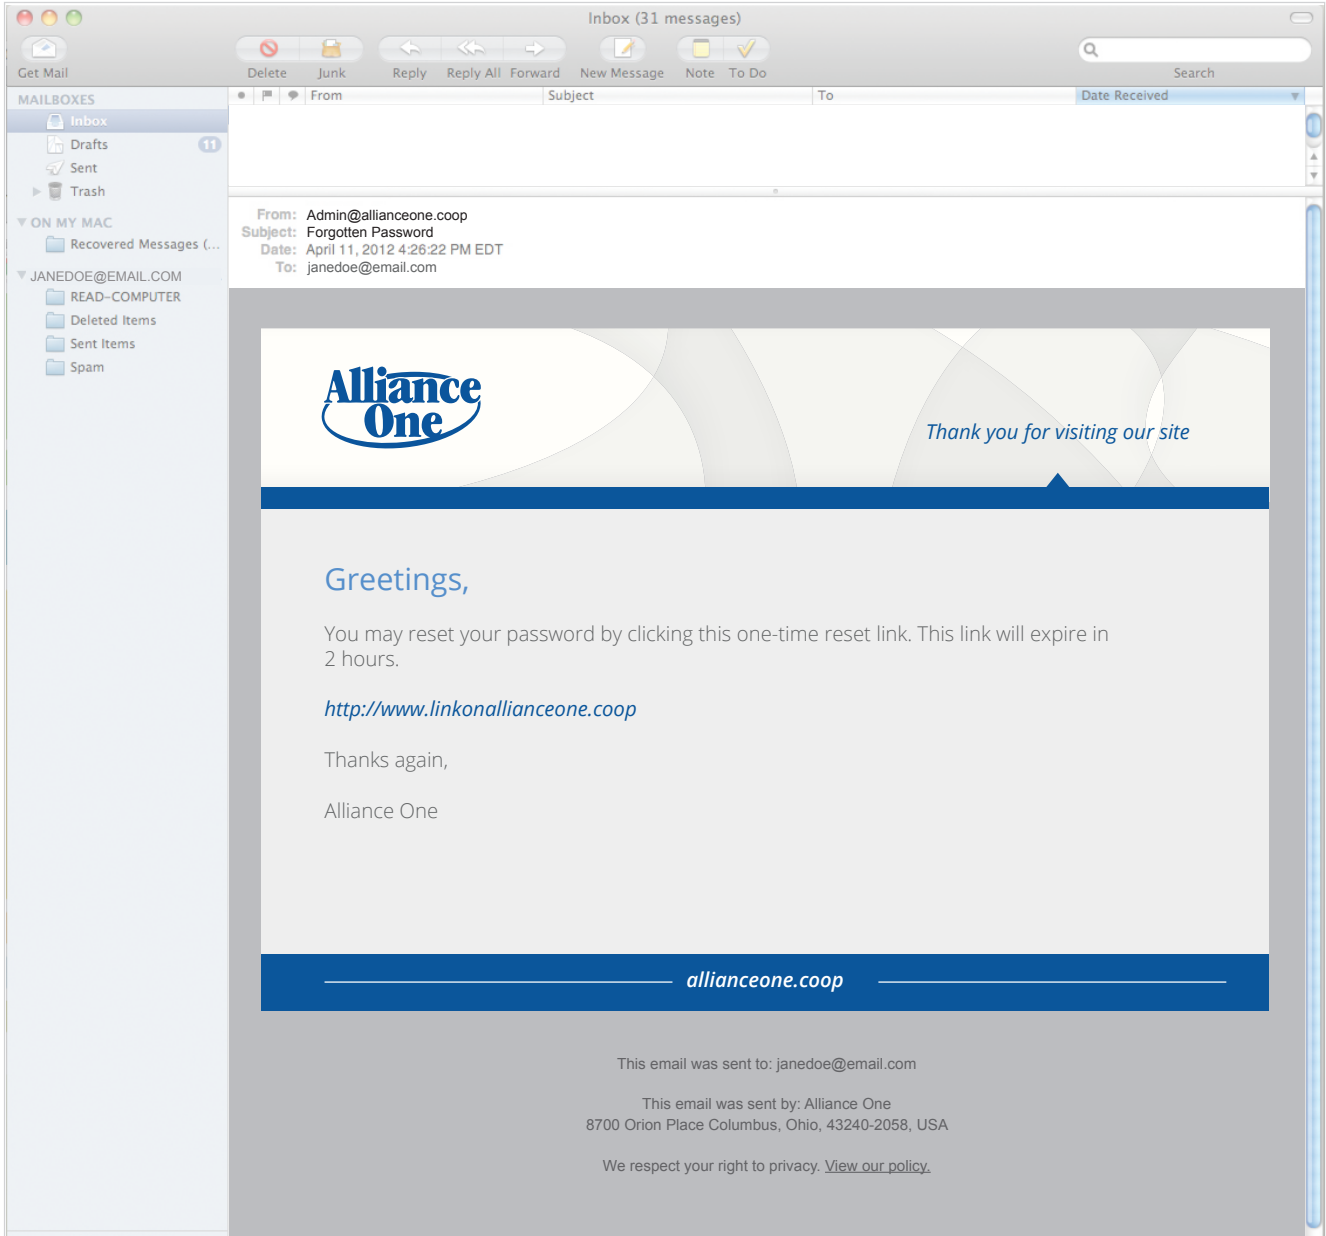 Inbox (31 messages)
Get Mail
Delete
Junk
Reply
Reply All
Forward
New Message
Note
To Do
Search
MAILBOXES
Inbox
Drafts
11
Sent
Trash
ON MY MAC
Recovered Messages (...
JANEDOE@EMAIL.COM
READ-COMPUTER
Deleted Items
Sent Items
Spam
From
Subject
To
Date Received
From: Admin@allianceone.coop
Subject: Forgotten Password
Date: April 11, 2012 4:26:22 PM EDT
To: janedoe@email.com
Alliance
One
Thank you for visiting our site
Greetings,
You may reset your password by clicking this one-time reset link. This link will expire in
2 hours.
http://www.linkonallianceone.coop
Thanks again,
Alliance One
allianceone.coop
This email was sent to: janedoe@email.com
This email was sent by: Alliance One
8700 Orion Place Columbus, Ohio, 43240-2058, USA
We respect your right to privacy. View our policy.